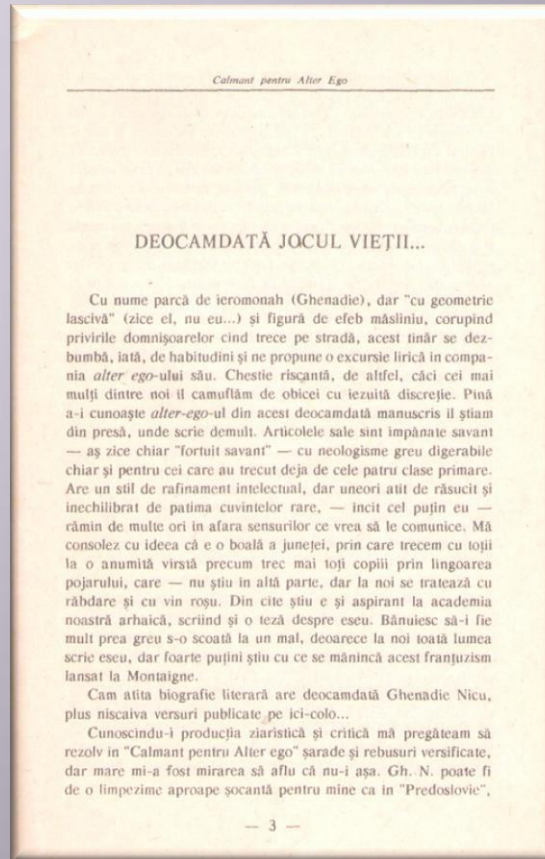 Calmant pentru Alter Ego
DEOCAMDATĂ JOCUL VIEȚII...
Cu nume parcă de ieromonah (Ghenadie), dar "cu geometrie
lascivă" (zice el, nu eu...) și figură de efeb măsliniu, corupînd
privirile domnișoarelor cînd trece pe stradă, acest tînăr se dez-
bumbă, iată, de habitudini și ne propune o excursie lirică în compa-
nia alter ego-ului său. Chestie riscantă, de altfel, căci cei mai
mulți dintre noi îl camuflăm de obicei cu iezuită discreție. Pînă
a-i cunoaște alter-ego-ul din acest deocamdată manuscris îl știam
din presă, unde scrie demult. Articolele sale sînt împănate savant
— aș zice chiar "fortuit savant" — cu neologisme greu digerabile
chiar și pentru cei care au trecut deja de cele patru clase primare.
Are un stil de rafinament intelectual, dar uneori atît de răsucit și
inechilibrat de patima cuvintelor rare, — încît cel puțin eu —
rămîn de multe ori în afara sensurilor ce vrea să le comunice. Mă
consolez cu ideea că e o boală a juneței, prin care trecem cu toții
la o anumită vîrstă precum trec mai toți copiii prin lingoarea
pojarului, care — nu știu în altă parte, dar la noi se tratează cu
răbdare și cu vin roșu. Din cîte știu e și aspirant la academia
noastră arhaică, scriind și o teză despre eseu. Bănuiesc să-i fie
mult prea greu s-o scoată la un mal, deoarece la noi toată lumea
scrie eseu, dar foarte puțini știu cu ce se mănîncă acest franțuzism
lansat la Montaigne.
Cam atîta biografie literară are deocamdată Ghenadie Nicu,
plus niscaiva versuri publicate pe ici-colo...
Cunoscîndu-i producția ziaristică și critică mă pregăteam să
rezolv în "Calmant pentru Alter ego" șarade și rebusuri versificate,
dar mare mi-a fost mirarea să aflu că nu-i așa. Gh. N. poate fi
de o limpezime aproape șocantă pentru mine ca în "Predoslovie",
— 3 —